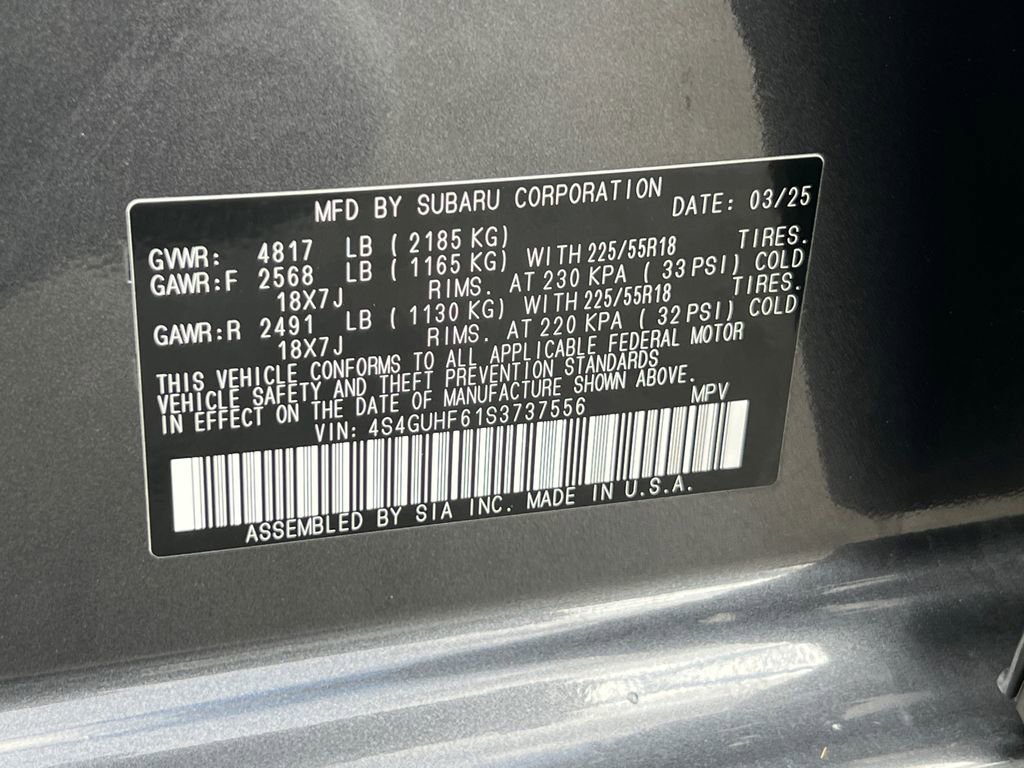 MFD BY SUBARU CORPORATION DATE: 03/25
GVWR: 4817 LB ( 2185 KG)
GAWR:F 2568 LB ( 1165 KG) WITH 225/55R18 TIRES.
18X7J RIMS. AT 230 KPA ( 33 PSI) COLD
GAWR:R 2491 LB ( 1130 KG) WITH 225/55R18 TIRES.
18X7J RIMS. AT 220 KPA ( 32 PSI) COLD
THIS VEHICLE CONFORMS TO ALL APPLICABLE FEDERAL MOTOR
VEHICLE SAFETY AND THEFT PREVENTION STANDARDS
IN EFFECT ON THE DATE OF MANUFACTURE SHOWN ABOVE.
VIN: 4S4GUHF61S3737556 MPV
ASSEMBLED BY SIA INC. MADE IN U.S.A.